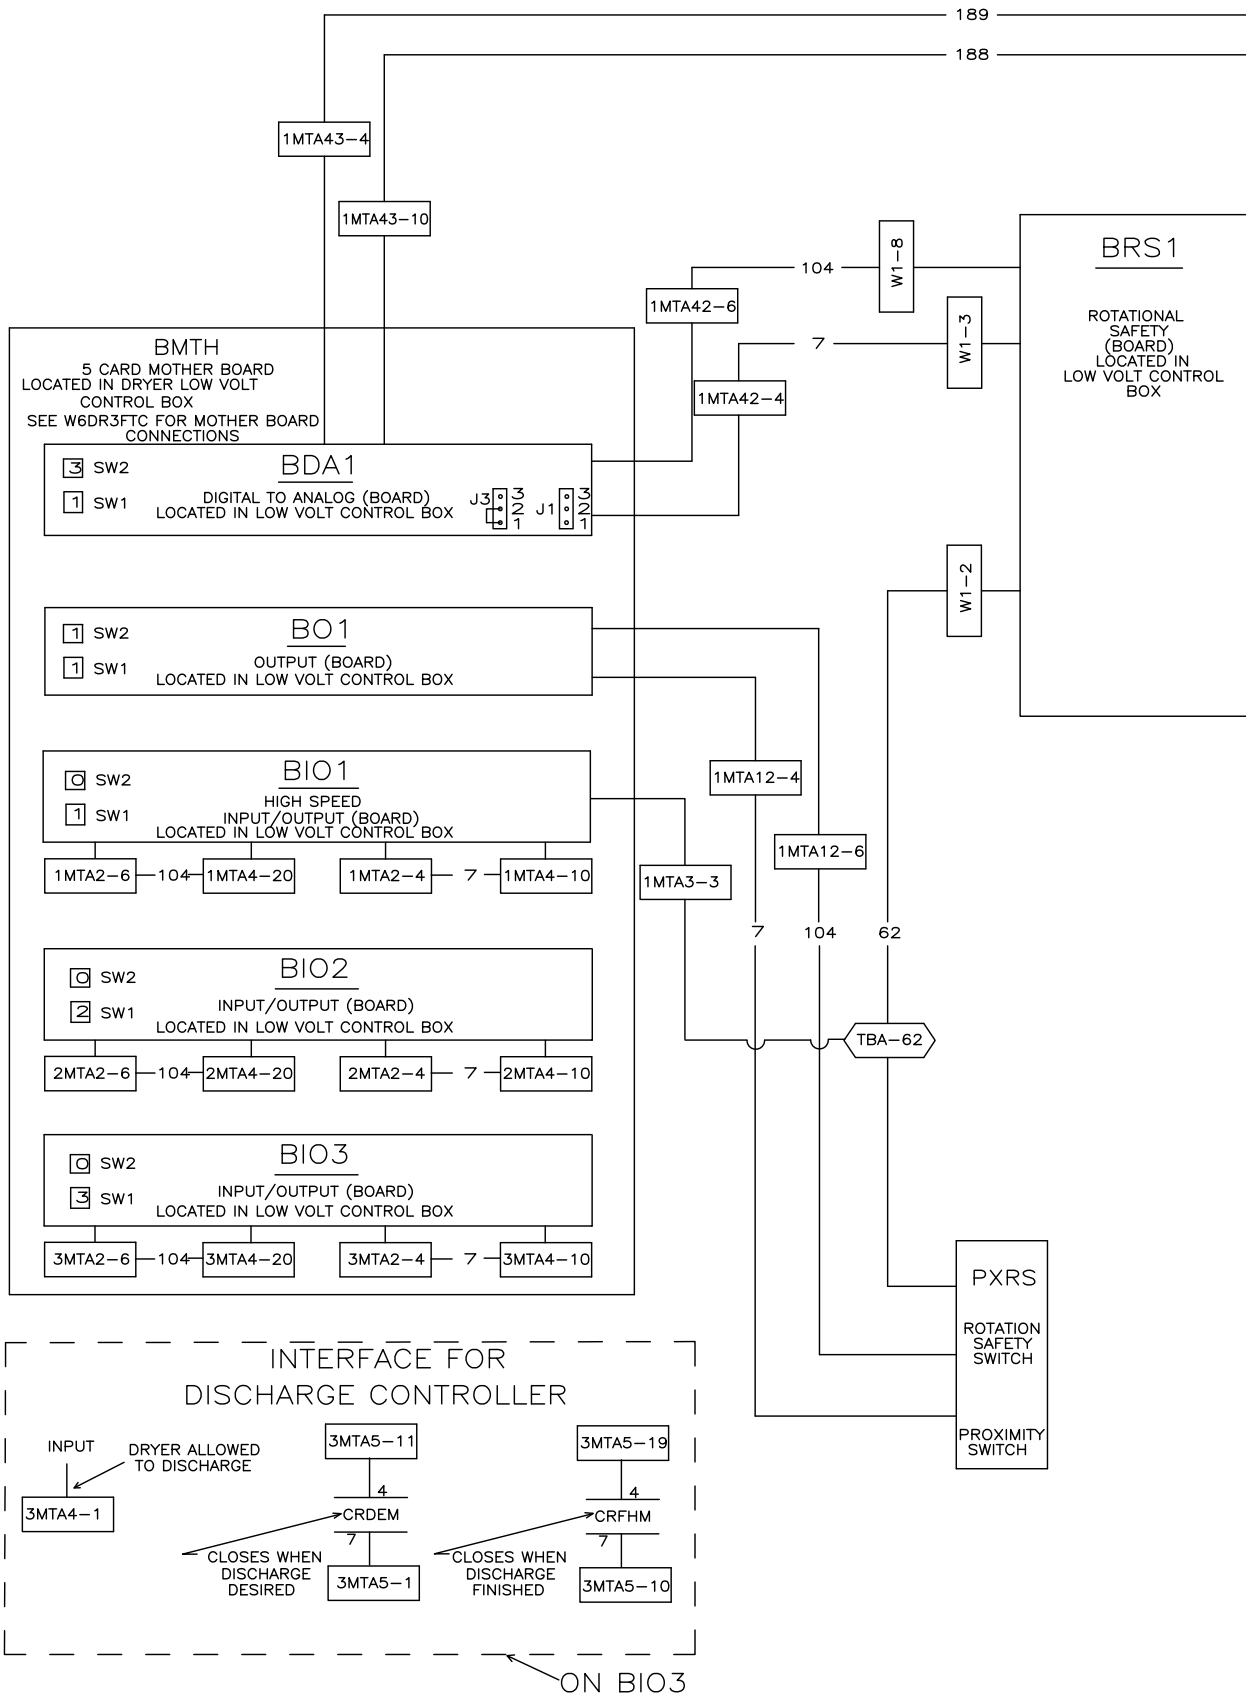 189
188
1MTA43-4
1MTA43-10
BRS1
ROTATIONAL
SAFETY
(BOARD)
LOCATED IN
LOW VOLT CONTROL
BOX
W1-8
104
1MTA42-6
W1-3
7
1MTA42-4
W1-2
BMTH
5 CARD MOTHER BOARD
LOCATED IN DRYER LOW VOLT
CONTROL BOX
SEE W6DR3FTC FOR MOTHER BOARD
CONNECTIONS
BDA1
3 SW2
1 SW1
DIGITAL TO ANALOG (BOARD)
LOCATED IN LOW VOLT CONTROL BOX
J3
3
2
1
J1
3
2
1
BO1
1 SW2
1 SW1
OUTPUT (BOARD)
LOCATED IN LOW VOLT CONTROL BOX
BIO1
0 SW2
1 SW1
HIGH SPEED
INPUT/OUTPUT (BOARD)
LOCATED IN LOW VOLT CONTROL BOX
1MTA2-6 104 1MTA4-20 1MTA2-4 7 1MTA4-10
1MTA12-4
1MTA12-6
1MTA3-3
7 104 62
BIO2
0 SW2
2 SW1
INPUT/OUTPUT (BOARD)
LOCATED IN LOW VOLT CONTROL BOX
2MTA2-6 104 2MTA4-20 2MTA2-4 7 2MTA4-10
TBA-62
BIO3
0 SW2
3 SW1
INPUT/OUTPUT (BOARD)
LOCATED IN LOW VOLT CONTROL BOX
3MTA2-6 104 3MTA4-20 3MTA2-4 7 3MTA4-10
PXRS
ROTATION
SAFETY
SWITCH
PROXIMITY
SWITCH
INTERFACE FOR
DISCHARGE CONTROLLER
INPUT
DRYER ALLOWED
TO DISCHARGE
3MTA4-1
3MTA5-11
4
CRDEM
7
CLOSES WHEN
DISCHARGE
DESIRED
3MTA5-1
3MTA5-19
4
CRFHM
7
CLOSES WHEN
DISCHARGE
FINISHED
3MTA5-10
ON BIO3